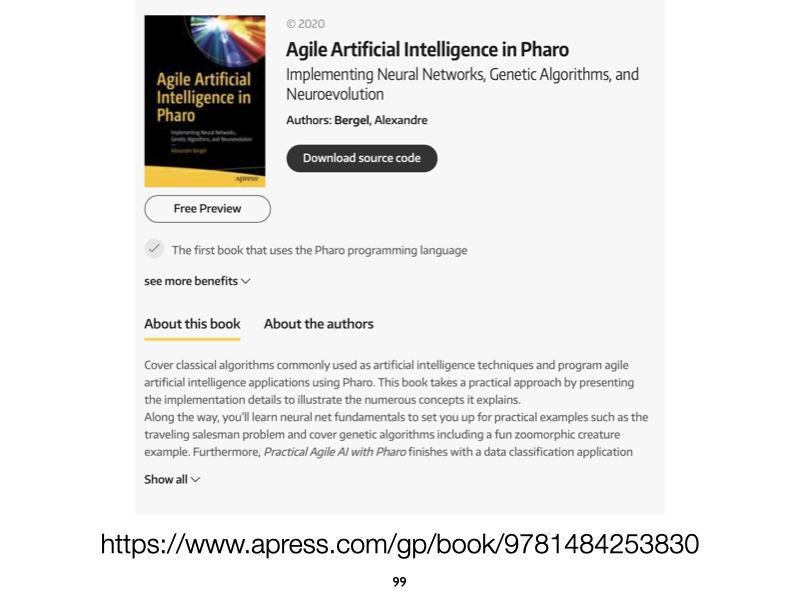 © 2020
Agile Artificial Intelligence in Pharo
Implementing Neural Networks, Genetic Algorithms, and
Neuroevolution
Authors: Bergel, Alexandre
Download source code
Agile Artificial
Intelligence in
Pharo
Implementing Neural Networks,
Genetic Algorithms, and Neuroevolution
Alexandre Bergel
Apress
Free Preview
The first book that uses the Pharo programming language
see more benefits
About this book About the authors
Cover classical algorithms commonly used as artificial intelligence techniques and program agile
artificial intelligence applications using Pharo. This book takes a practical approach by presenting
the implementation details to illustrate the numerous concepts it explains.
Along the way, you’ll learn neural net fundamentals to set you up for practical examples such as the
traveling salesman problem and cover genetic algorithms including a fun zoomorphic creature
example. Furthermore, Practical Agile AI with Pharo finishes with a data classification application
Show all
https://www.apress.com/gp/book/9781484253830
99